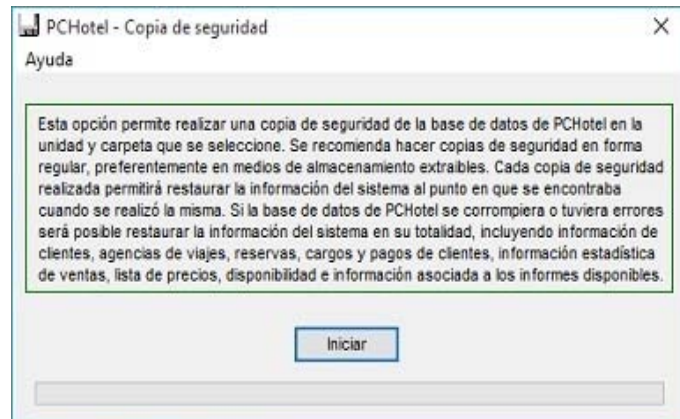 PCHotel - Copia de seguridad
Ayuda
Esta opción permite realizar una copia de seguridad de la base de datos de PCHotel en la
unidad y carpeta que se seleccione. Se recomienda hacer copias de seguridad en forma
regular, preferentemente en medios de almacenamiento extraibles. Cada copia de seguridad
realizada permitirá restaurar la información del sistema al punto en que se encontraba
cuando se realizó la misma. Si la base de datos de PCHotel se corrompiera o tuviera errores
será posible restaurar la información del sistema en su totalidad, incluyendo información de
clientes, agencias de viajes, reservas, cargos y pagos de clientes, información estadística
de ventas, lista de precios, disponibilidad e información asociada a los informes disponibles.
Iniciar